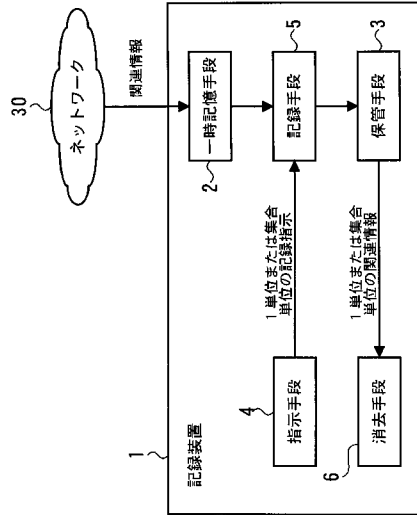 30
ネットワーク
関連情報
1
記録装置
一時記憶手段
2
記録手段
5
保管手段
3
4
指示手段
1単位または集合
単位の記録指示
6
消去手段
1単位または集合
単位の関連情報